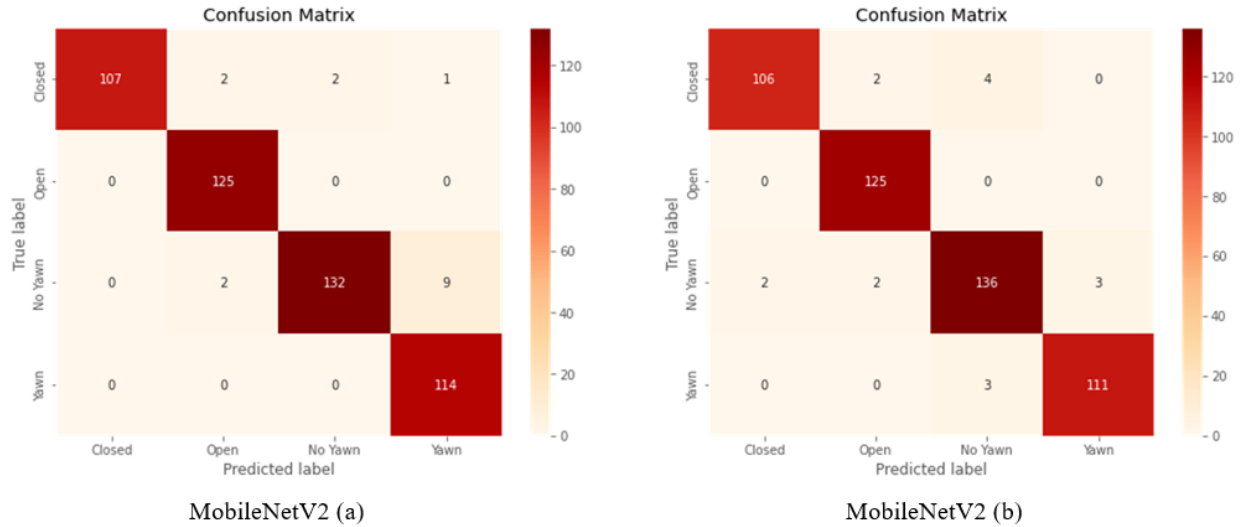 Confusion Matrix
True label
Closed
Open
No Yawn
Yawn
107 2 2 1
0 125 0 0
0 2 132 9
0 0 0 114
Closed Open No Yawn Yawn
Predicted label
120
100
80
60
40
20
0
MobileNetV2 (a)
Confusion Matrix
True label
Closed
Open
No Yawn
Yawn
106 2 4 0
0 125 0 0
2 2 136 3
0 0 3 111
Closed Open No Yawn Yawn
Predicted label
120
100
80
60
40
20
0
MobileNetV2 (b)